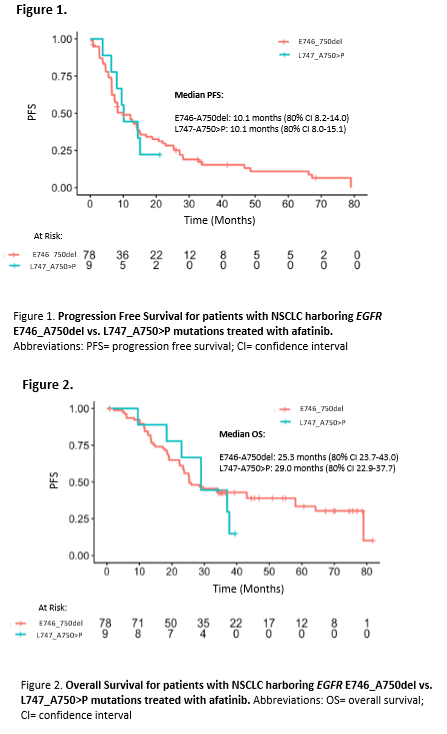 Figure 1.
1.00
0.75
0.50
0.25
0.00
PFS
E746_750del
L747_A750>P
Median PFS:
E746-A750del: 10.1 months (80% CI 8.2-14.0)
L747-A750>P: 10.1 months (80% CI 8.0-15.1)
0 10 20 30 40 50 60 70 80
Time (Months)
At Risk:
E746_750del 78 36 22 12 8 5 5 2 0
L747_A750>P 9 5 2 0 0 0 0 0 0
Figure 1. Progression Free Survival for patients with NSCLC harboring EGFR
E746_A750del vs. L747_A750>P mutations treated with afatinib.
Abbreviations: PFS= progression free survival; CI= confidence interval
Figure 2.
1.00
0.75
0.50
0.25
0.00
PFS
E746_750del
L747_A750>P
Median OS:
E746-A750del: 25.3 months (80% CI 23.7-43.0)
L747-A750>P: 29.0 months (80% CI 22.9-37.7)
0 10 20 30 40 50 60 70 80
Time (Months)
At Risk:
E746_750del 78 71 50 35 22 17 12 8 1
L747_A750>P 9 8 7 4 0 0 0 0 0
Figure 2. Overall Survival for patients with NSCLC harboring EGFR E746_A750del vs.
L747_A750>P mutations treated with afatinib. Abbreviations: OS= overall survival;
CI= confidence interval